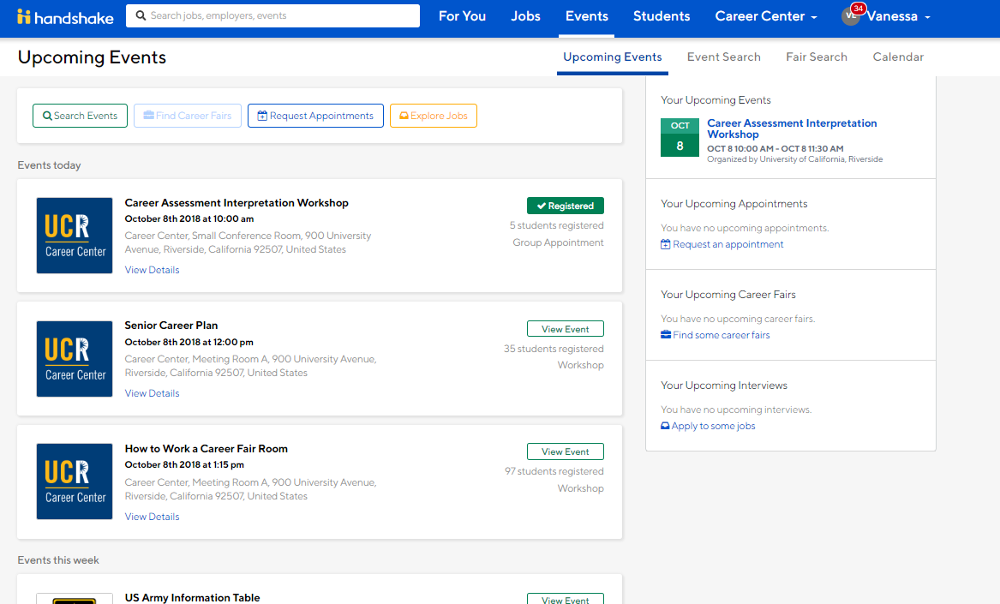 handshake
Search jobs, employers, events
For You
Jobs
Events
Students
Career Center
VE
34
Vanessa
Upcoming Events
Upcoming Events
Event Search
Fair Search
Calendar
Search Events
Find Career Fairs
Request Appointments
Explore Jobs
Events today
UCR
Career Center
Career Assessment Interpretation Workshop
October 8th 2018 at 10:00 am
Career Center, Small Conference Room, 900 University
Avenue, Riverside, California 92507, United States
View Details
Registered
5 students registered
Group Appointment
UCR
Career Center
Senior Career Plan
October 8th 2018 at 12:00 pm
Career Center, Meeting Room A, 900 University Avenue,
Riverside, California 92507, United States
View Details
View Event
35 students registered
Workshop
UCR
Career Center
How to Work a Career Fair Room
October 8th 2018 at 1:15 pm
Career Center, Meeting Room A, 900 University Avenue,
Riverside, California 92507, United States
View Details
View Event
97 students registered
Workshop
Events this week
US Army Information Table
View Event
Your Upcoming Events
OCT
8
Career Assessment Interpretation
Workshop
OCT 8 10:00 AM - OCT 8 11:30 AM
Organized by University of California, Riverside
Your Upcoming Appointments
You have no upcoming appointments.
Request an appointment
Your Upcoming Career Fairs
You have no upcoming career fairs.
Find some career fairs
Your Upcoming Interviews
You have no upcoming interviews.
Apply to some jobs